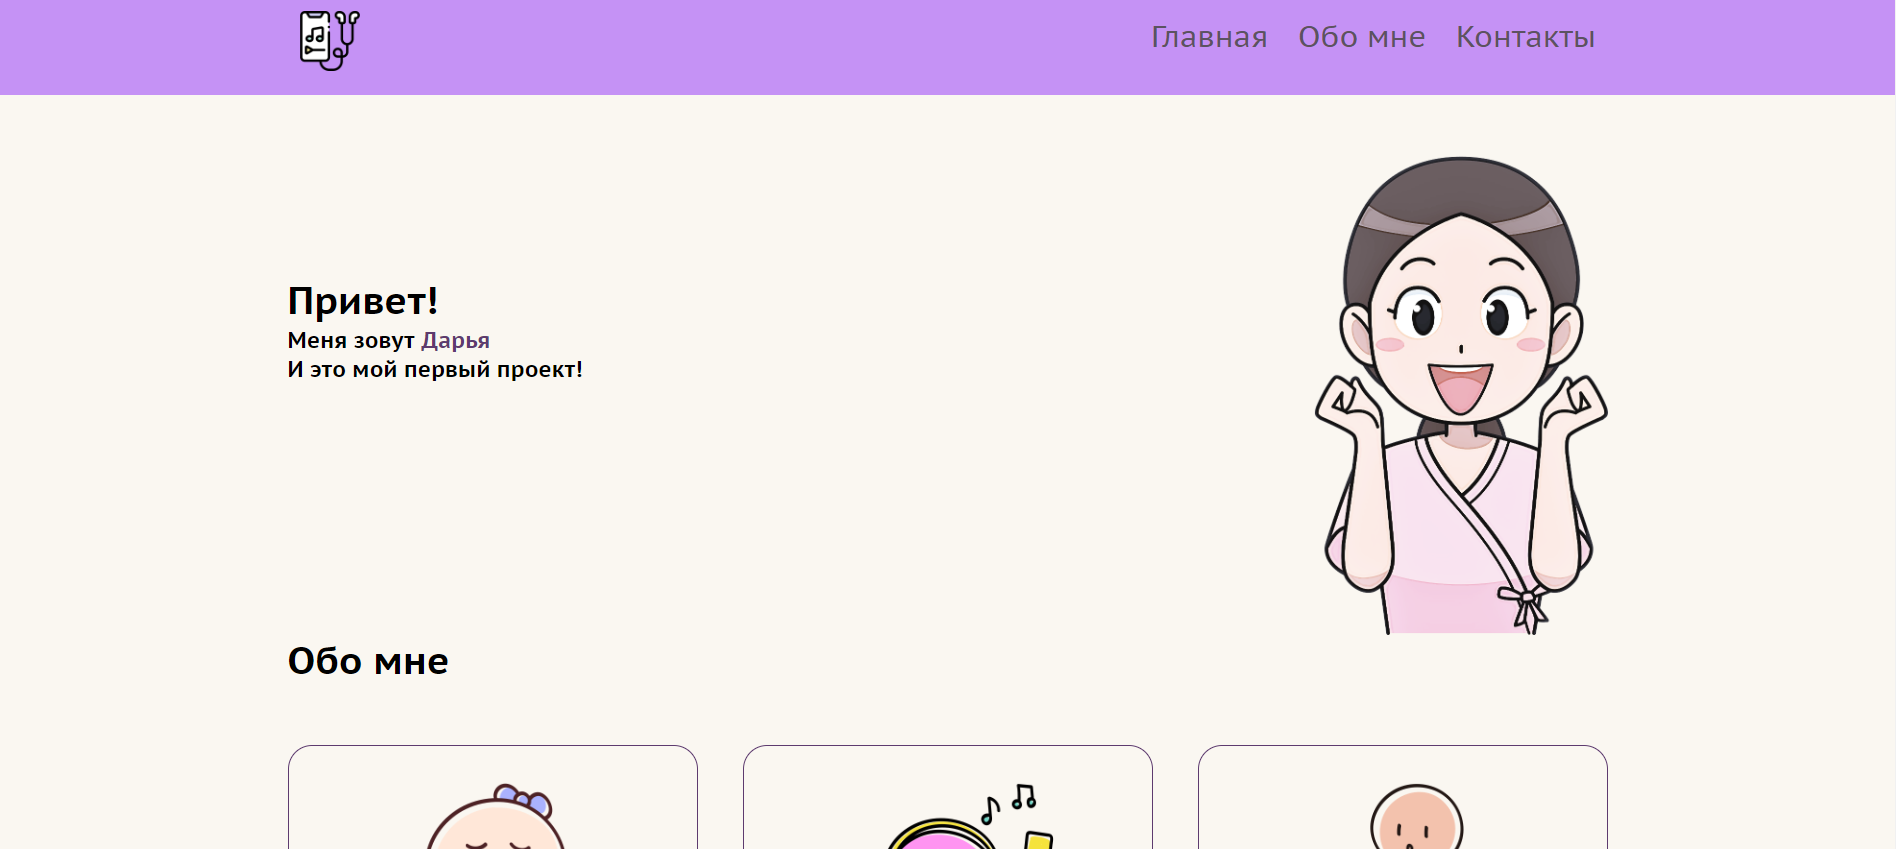 Главная Обо мне Контакты
Привет!
Меня зовут Дарья
И это мой первый проект!
Обо мне